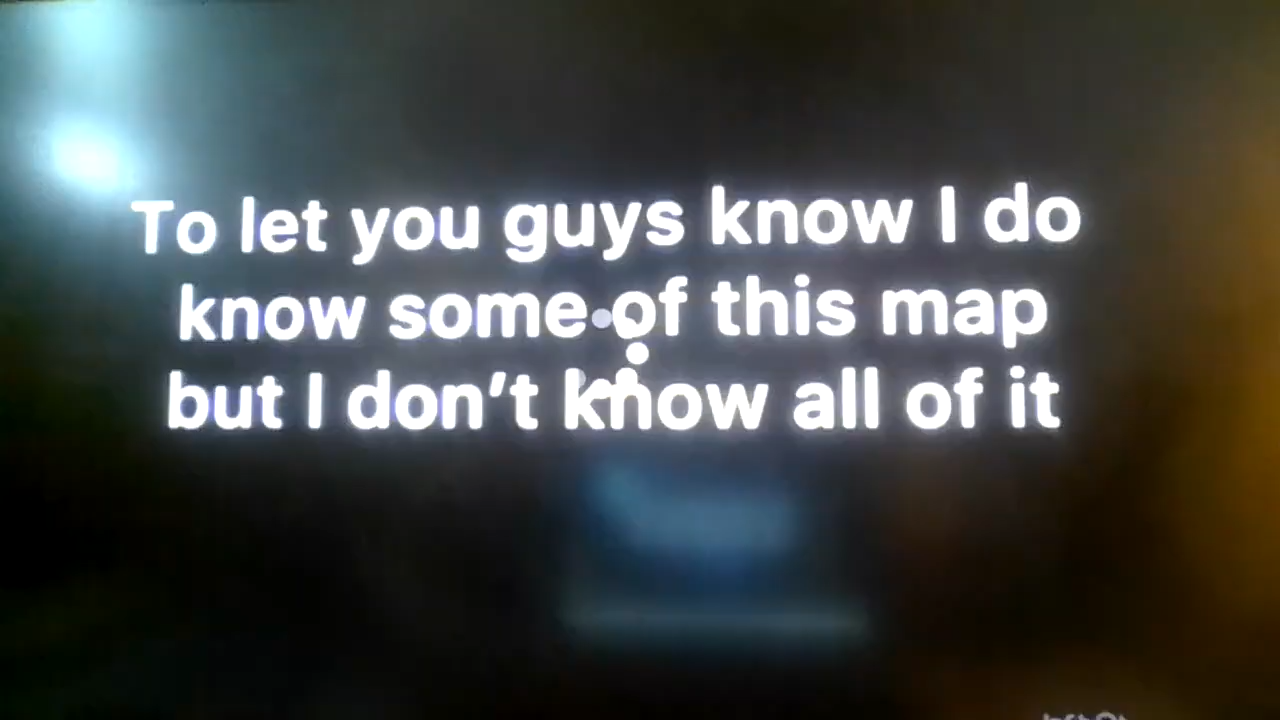 To let you guys know I do
know some of this map
but I don’t know all of it